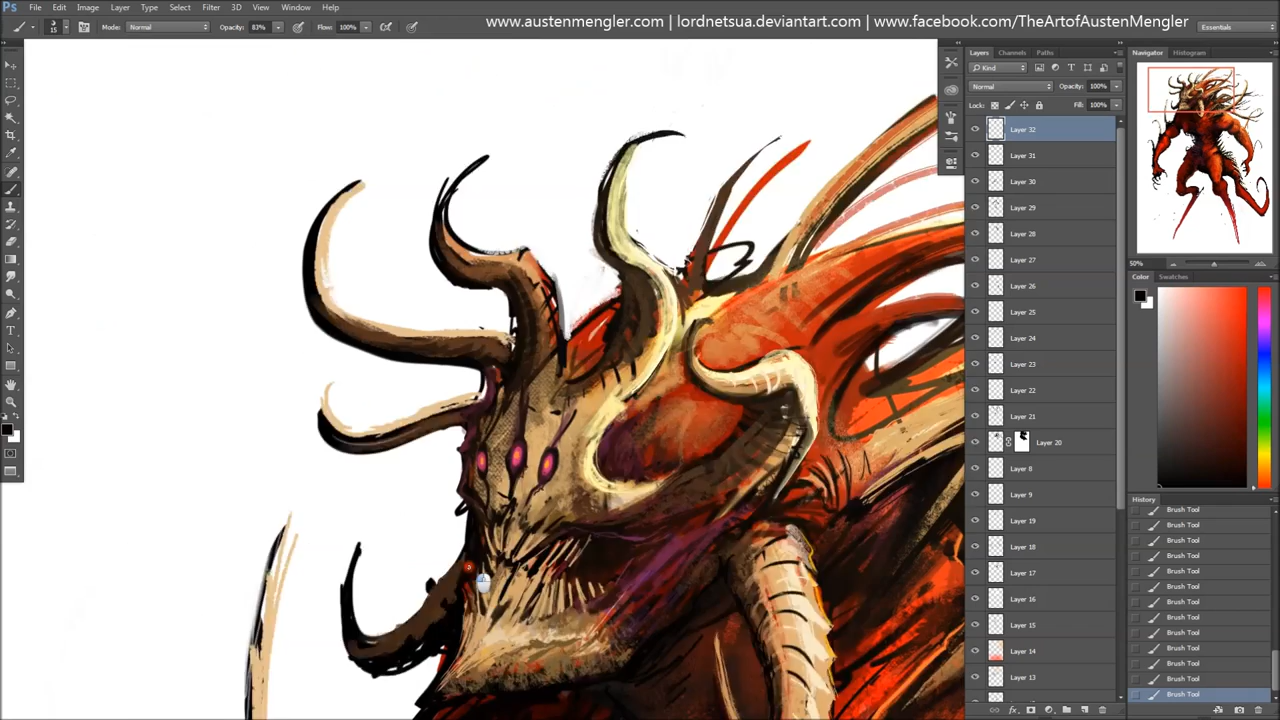 Ps File Edit Image Layer Type Select Filter 3D View Window Help
www.austenmengler.com | lordnetsua.deviantart.com | www.facebook.com/TheArtofAustenMengler
15 Mode: Normal Opacity: 83% Flow: 100% Essentials
Layers Channels Paths
Kind
Normal Opacity: 100%
Lock: Fill: 100%
Layer 32
Layer 31
Layer 30
Layer 29
Layer 28
Layer 27
Layer 26
Layer 25
Layer 24
Layer 23
Layer 22
Layer 21
Layer 20
Layer 8
Layer 9
Layer 19
Layer 18
Layer 17
Layer 16
Layer 15
Layer 14
Layer 13
Navigator Histogram
50%
Color Swatches
History
Brush Tool
Brush Tool
Brush Tool
Brush Tool
Brush Tool
Brush Tool
Brush Tool
Brush Tool
Brush Tool
Brush Tool
Brush Tool
Brush Tool
Brush Tool